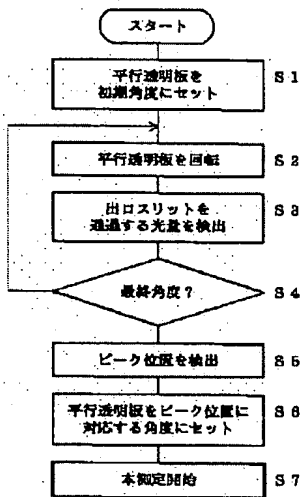 スタート
平行透明板を
初期角度にセット
S1
平行透明板を回転
S2
出口スリットを
通過する光量を検出
S3
最終角度？
S4
ピーク位置を検出
S5
平行透明板をピーク位置に
対応する角度にセット
S6
本測定開始
S7